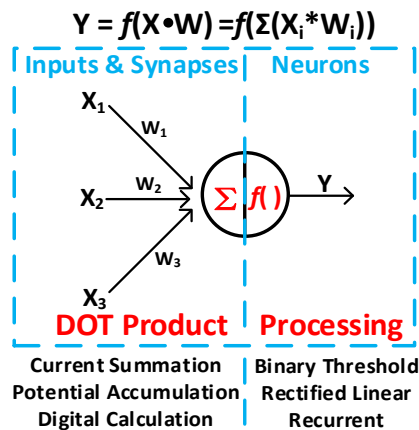 Y = f(X•W) =f(Σ(Xᵢ*Wᵢ))
Inputs & Synapses
Neurons
X₁
W₁
X₂
W₂
Σ f( )
Y
W₃
X₃
DOT Product
Processing
Current Summation
Binary Threshold
Potential Accumulation
Rectified Linear
Digital Calculation
Recurrent